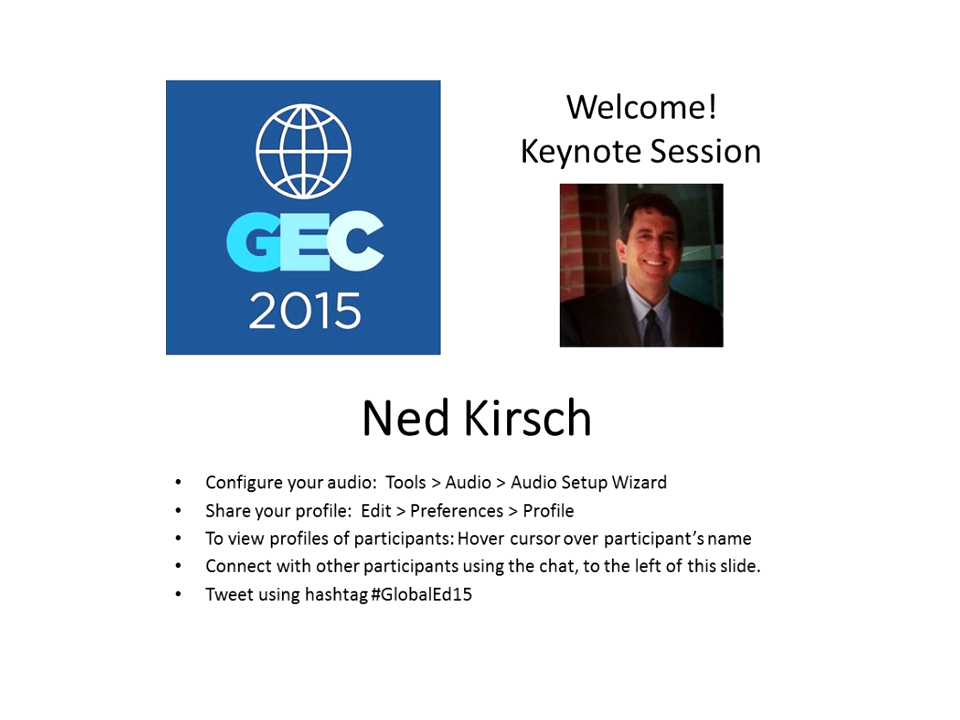 GEC
2015
Welcome!
Keynote Session
Ned Kirsch
• Configure your audio: Tools > Audio > Audio Setup Wizard
• Share your profile: Edit > Preferences > Profile
• To view profiles of participants: Hover cursor over participant's name
• Connect with other participants using the chat, to the left of this slide.
• Tweet using hashtag #GlobalEd15